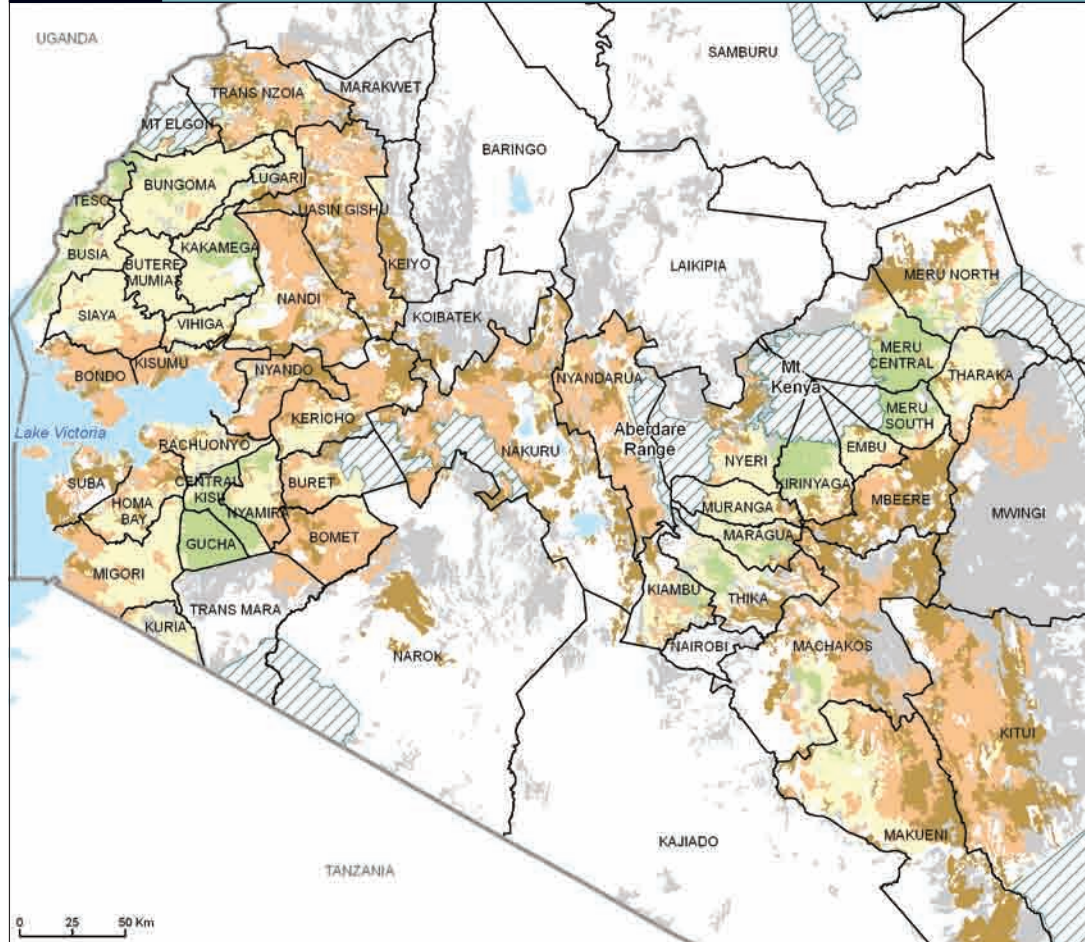 UGANDA
SAMBURU
TRANS NZOIA
MARAKWET
MT ELGON
BARINGO
BUNGOMA
LUGARI
TESO
UASIN GISHU
BUSIA
KAKAMEGA
BUTERE
MUMIAS
KEIYO
LAIKIPIA
MERU NORTH
SIAYA
NANDI
VIHIGA
KOIBATEK
BONDO
KISUMU
NYANDO
NYANDARUA
Mt.
Kenya
MERU
CENTRAL
THARAKA
Lake Victoria
KERICHO
RACHUONYO
Aberdare
Range
MERU
SOUTH
NAKURU
NYERI
EMBU
SUBA
CENTRAL
KISII
BURET
KIRINYAGA
HOMA
BAY
NYAMIRA
MURANGA
MBEERE
MWINGI
GUCHA
BOMET
MARAGUA
MIGORI
TRANS MARA
KIAMBU
THIKA
KURIA
NAIROBI
MACHAKOS
NAROK
KITUI
MAKUENI
KAJIADO
TANZANIA
0 25 50 Km